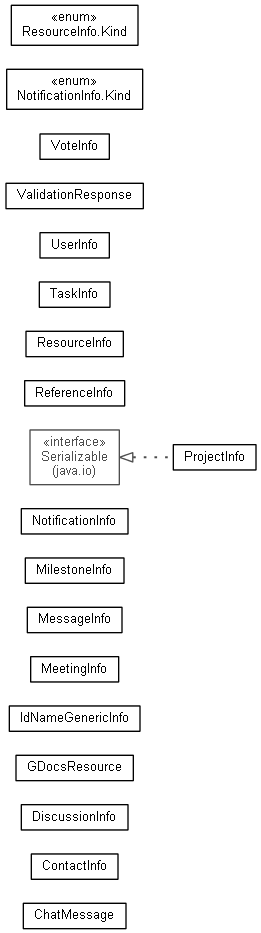 «enum»
ResourceInfo.Kind
«enum»
NotificationInfo.Kind
VoteInfo
ValidationResponse
UserInfo
TaskInfo
ResourceInfo
ReferenceInfo
«interface»
Serializable
(java.io)
ProjectInfo
NotificationInfo
MilestoneInfo
MessageInfo
MeetingInfo
IdNameGenericInfo
GDocsResource
DiscussionInfo
ContactInfo
ChatMessage